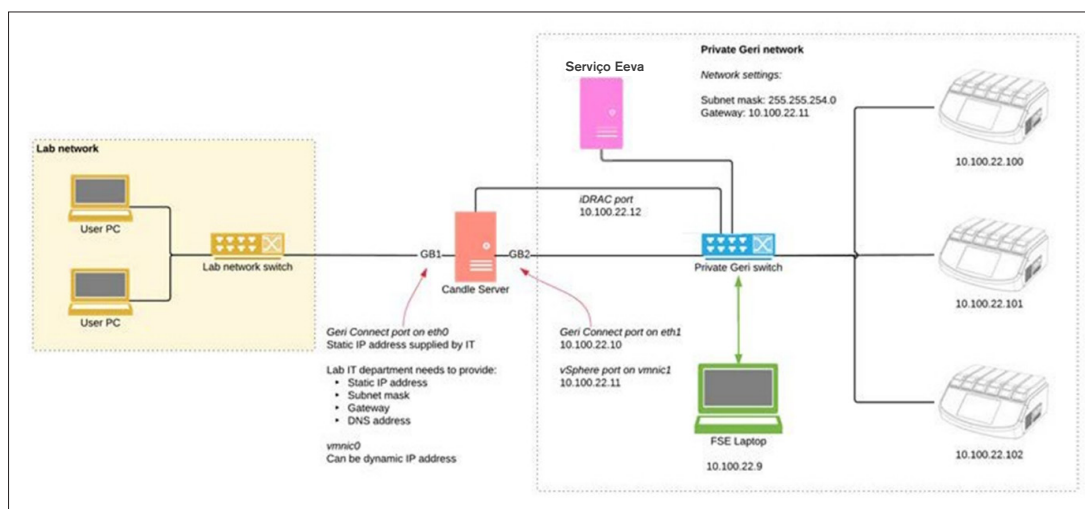 Private Geri network
Serviço Eeva
Network settings:
Subnet mask: 255.255.254.0
Gateway: 10.100.22.11
Lab network
10.100.22.100
iDRAC port
10.100.22.12
User PC
GB1
GB2
Lab network switch
Candle Server
Private Geri switch
10.100.22.101
User PC
Geri Connect port on eth0
Static IP address supplied by IT
Lab IT department needs to provide:
• Static IP address
• Subnet mask
• Gateway
• DNS address
vmnic0
Can be dynamic IP address
Geri Connect port on eth1
10.100.22.10
vSphere port on vmnic1
10.100.22.11
FSE Laptop
10.100.22.9
10.100.22.102